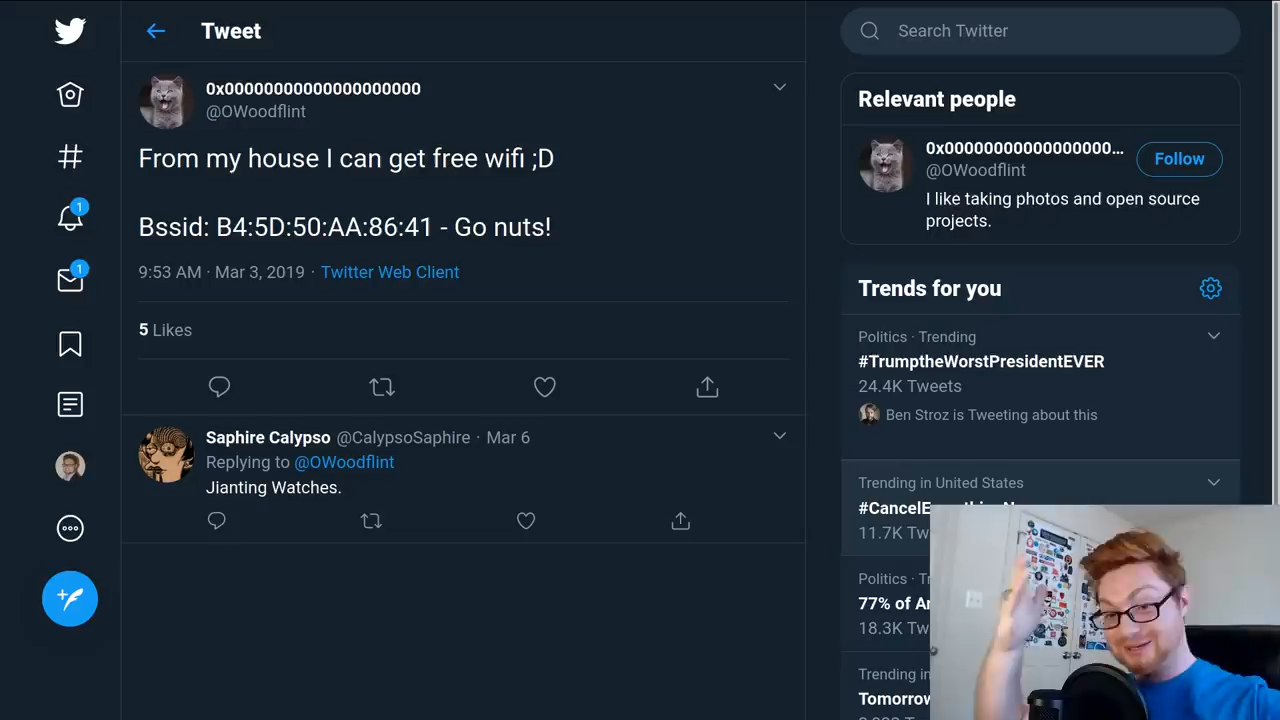 Tweet
0x00000000000000000000
@OWoodflint
From my house I can get free wifi ;D
Bssid: B4:5D:50:AA:86:41 - Go nuts!
9:53 AM · Mar 3, 2019 · Twitter Web Client
5 Likes
Saphire Calypso @CalypsoSaphire · Mar 6
Replying to @OWoodflint
Jianting Watches.
Search Twitter
Relevant people
0x000000000000000000...
@OWoodflint
Follow
I like taking photos and open source
projects.
Trends for you
Politics · Trending
#TrumptheWorstPresidentEVER
24.4K Tweets
Ben Stroz is Tweeting about this
Trending in United States
11.7K Tw
Politics · Tr
77% of
18.3K Tw
Trending in
Tomorrow
1
1